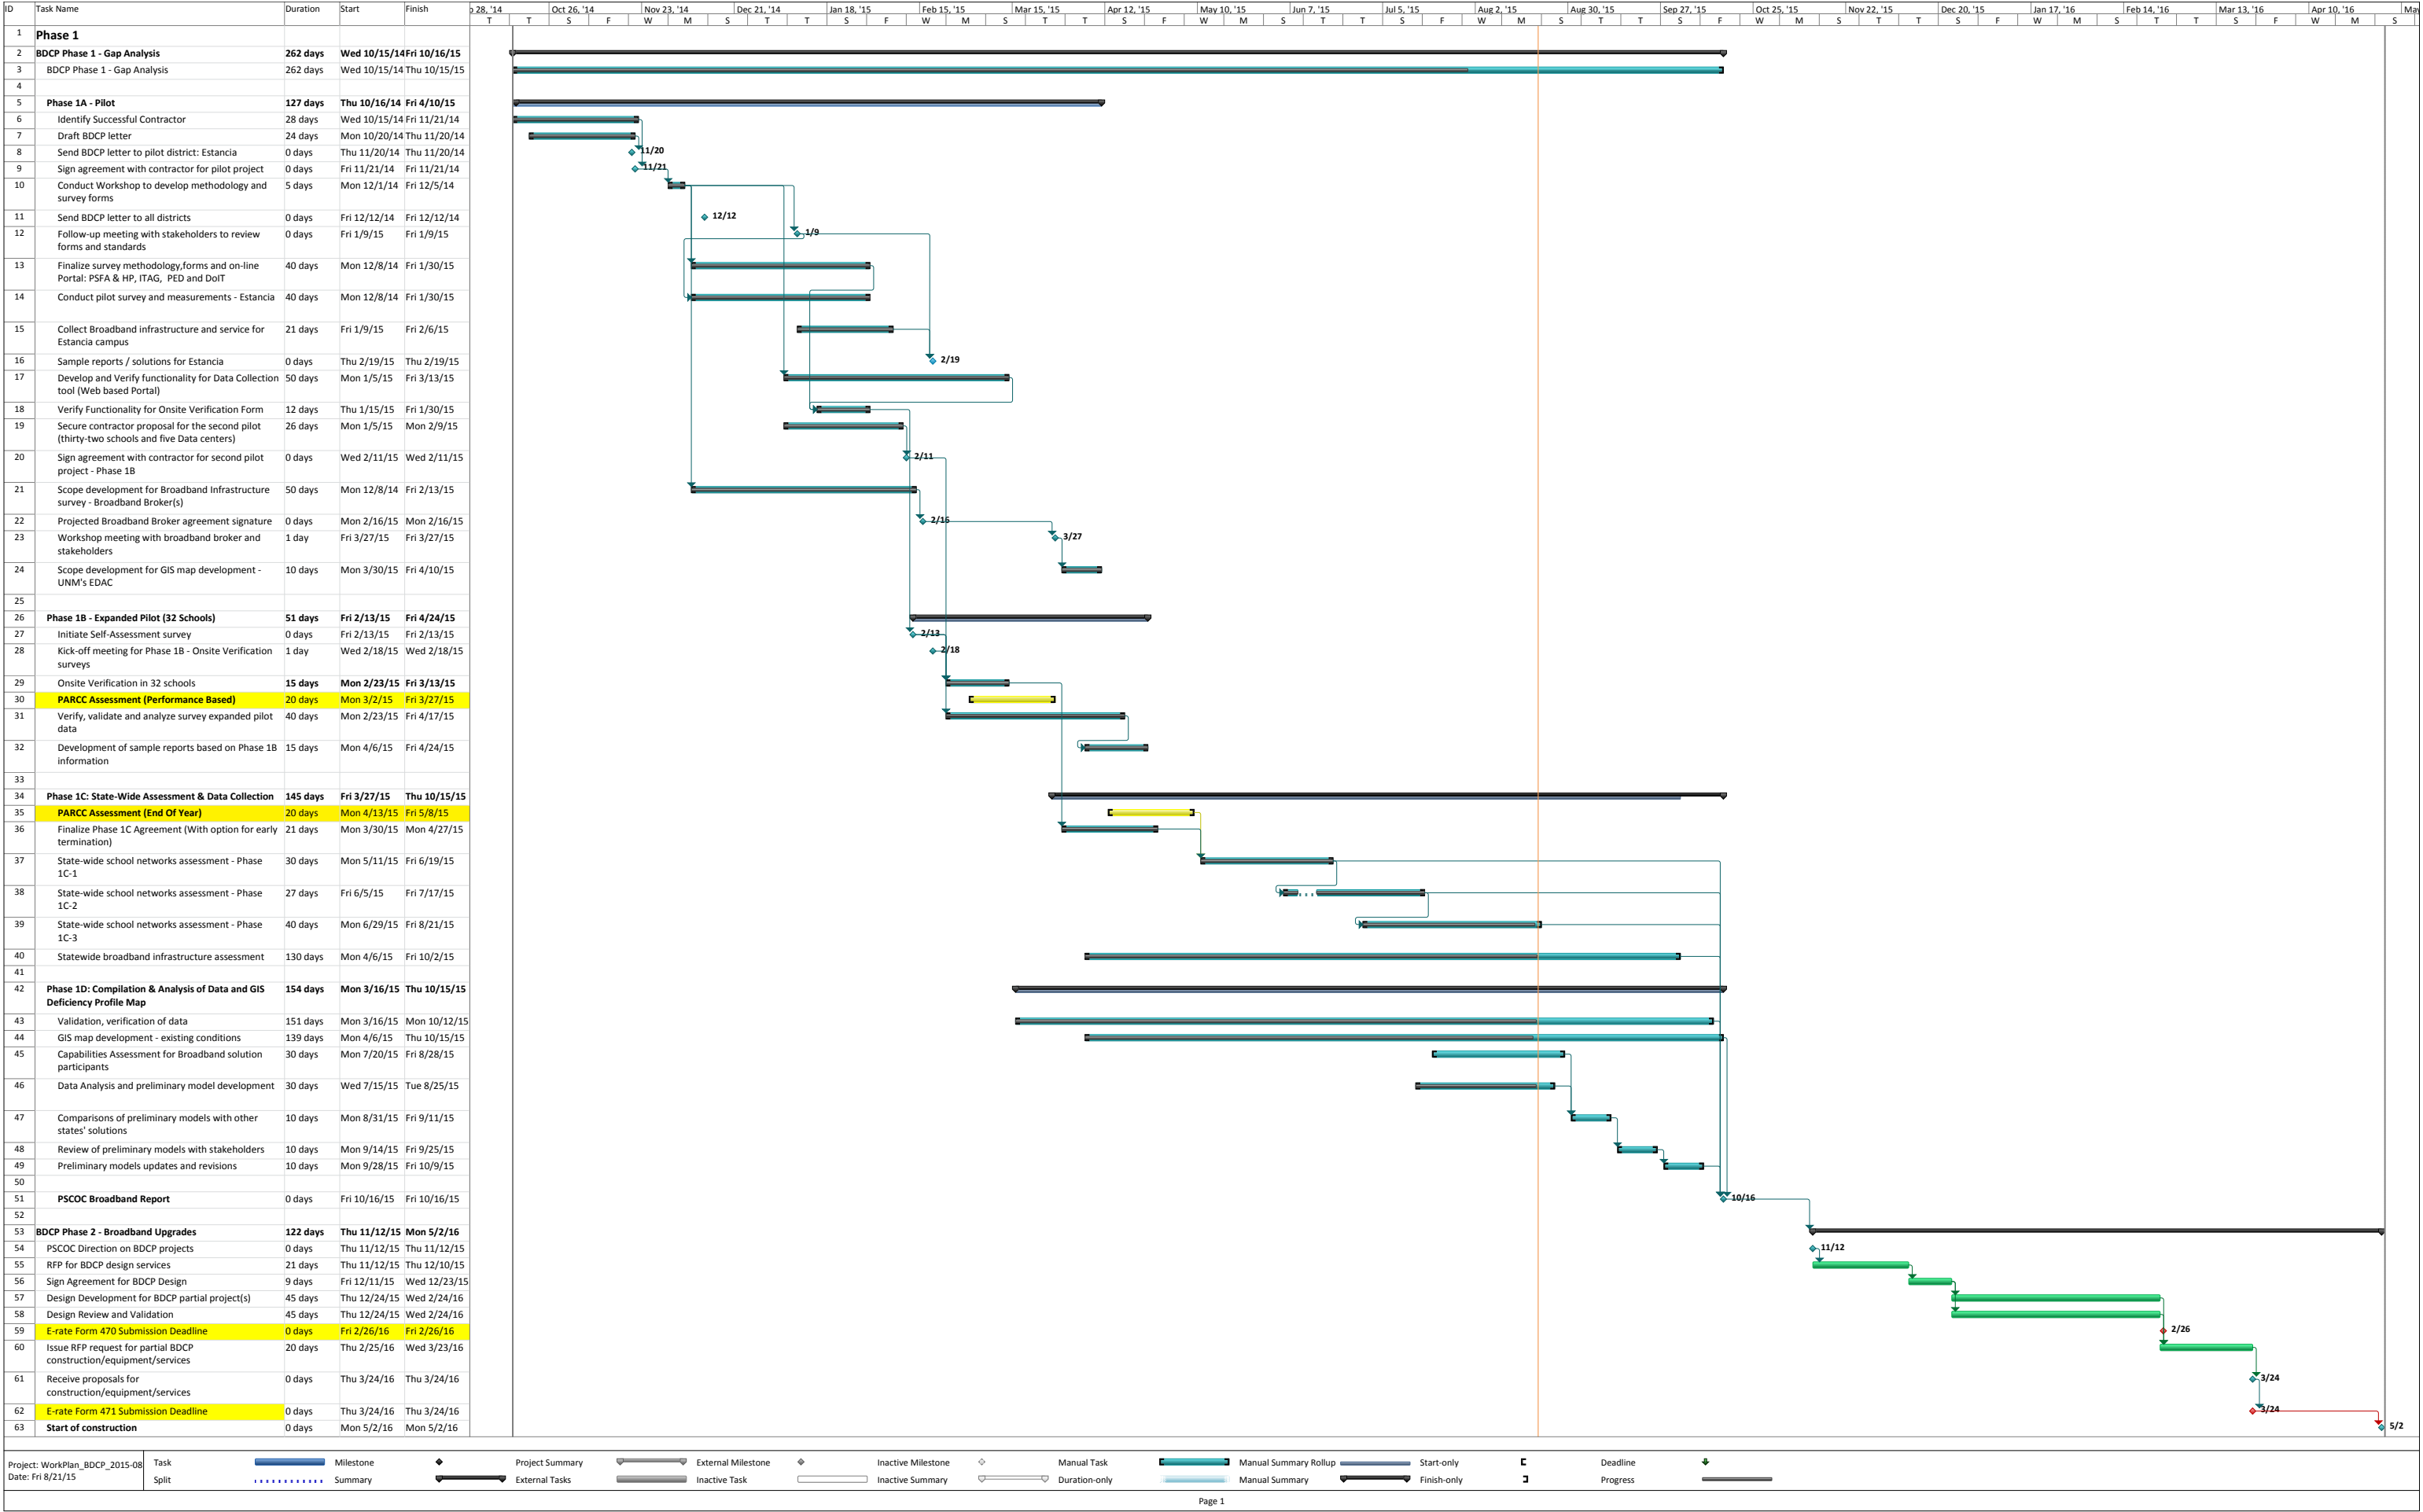 ID Task Name Duration Start Finish 28, '14 Oct 26, '14 Nov 23, '14 Dec 21, '14 Jan 18, '15 Feb 15, '15 Mar 15, '15 Apr 12, '15 May 10, '15 Jun 7, '15 Jul 5, '15 Aug 2, '15 Aug 30, '15 Sep 27, '15 Oct 25, '15 Nov 22, '15 Dec 20, '15 Jan 17, '16 Feb 14, '16 Mar 13, '16 Apr 10, '16
T T S F W M S T T S F W M S T T S F W M S T T S F W M S T T S F W M S T T S F W M S T T S F W M S
1 Phase 1
2 BDCP Phase 1 - Gap Analysis 262 days Wed 10/15/14 Fri 10/16/15
3 BDCP Phase 1 - Gap Analysis 262 days Wed 10/15/14 Thu 10/15/15
4
5 Phase 1A - Pilot 127 days Thu 10/16/14 Fri 4/10/15
6 Identify Successful Contractor 28 days Wed 10/15/14 Fri 11/21/14
7 Draft BDCP letter 24 days Mon 10/20/14 Thu 11/20/14
8 Send BDCP letter to pilot district: Estancia 0 days Thu 11/20/14 Thu 11/20/14 11/20
9 Sign agreement with contractor for pilot project 0 days Fri 11/21/14 Fri 11/21/14 11/21
10 Conduct Workshop to develop methodology and 5 days Mon 12/1/14 Fri 12/5/14
survey forms
11 Send BDCP letter to all districts 0 days Fri 12/12/14 Fri 12/12/14 12/12
12 Follow-up meeting with stakeholders to review 0 days Fri 1/9/15 Fri 1/9/15 1/9
forms and standards
13 Finalize survey methodology,forms and on-line 40 days Mon 12/8/14 Fri 1/30/15
Portal: PSFA & HP, ITAG, PED and DoIT
14 Conduct pilot survey and measurements - Estancia 40 days Mon 12/8/14 Fri 1/30/15
15 Collect Broadband infrastructure and service for 21 days Fri 1/9/15 Fri 2/6/15
Estancia campus
16 Sample reports / solutions for Estancia 0 days Thu 2/19/15 Thu 2/19/15 2/19
17 Develop and Verify functionality for Data Collection 50 days Mon 1/5/15 Fri 3/13/15
tool (Web based Portal)
18 Verify Functionality for Onsite Verification Form 12 days Thu 1/15/15 Fri 1/30/15
19 Secure contractor proposal for the second pilot 26 days Mon 1/5/15 Mon 2/9/15
(thirty-two schools and five Data centers)
20 Sign agreement with contractor for second pilot 0 days Wed 2/11/15 Wed 2/11/15 2/11
project - Phase 1B
21 Scope development for Broadband Infrastructure 50 days Mon 12/8/14 Fri 2/13/15
survey - Broadband Broker(s)
22 Projected Broadband Broker agreement signature 0 days Mon 2/16/15 Mon 2/16/15 2/16
23 Workshop meeting with broadband broker and 1 day Fri 3/27/15 Fri 3/27/15 3/27
stakeholders
24 Scope development for GIS map development - 10 days Mon 3/30/15 Fri 4/10/15
UNM's EDAC
25
26 Phase 1B - Expanded Pilot (32 Schools) 51 days Fri 2/13/15 Fri 4/24/15
27 Initiate Self-Assessment survey 0 days Fri 2/13/15 Fri 2/13/15 2/13
28 Kick-off meeting for Phase 1B - Onsite Verification 1 day Wed 2/18/15 Wed 2/18/15 2/18
surveys
29 Onsite Verification in 32 schools 15 days Mon 2/23/15 Fri 3/13/15
30 PARCC Assessment (Performance Based) 20 days Mon 3/2/15 Fri 3/27/15
31 Verify, validate and analyze survey expanded pilot 40 days Mon 2/23/15 Fri 4/17/15
data
32 Development of sample reports based on Phase 1B 15 days Mon 4/6/15 Fri 4/24/15
information
33
34 Phase 1C: State-Wide Assessment & Data Collection 145 days Fri 3/27/15 Thu 10/15/15
35 PARCC Assessment (End Of Year) 20 days Mon 4/13/15 Fri 5/8/15
36 Finalize Phase 1C Agreement (With option for early 21 days Mon 3/30/15 Mon 4/27/15
termination)
37 State-wide school networks assessment - Phase 30 days Mon 5/11/15 Fri 6/19/15
1C-1
38 State-wide school networks assessment - Phase 27 days Fri 6/5/15 Fri 7/17/15
1C-2
39 State-wide school networks assessment - Phase 40 days Mon 6/29/15 Fri 8/21/15
1C-3
40 Statewide broadband infrastructure assessment 130 days Mon 4/6/15 Fri 10/2/15
41
42 Phase 1D: Compilation & Analysis of Data and GIS 154 days Mon 3/16/15 Thu 10/15/15
Deficiency Profile Map
43 Validation, verification of data 151 days Mon 3/16/15 Mon 10/12/15
44 GIS map development - existing conditions 139 days Mon 4/6/15 Thu 10/15/15
45 Capabilities Assessment for Broadband solution 30 days Mon 7/20/15 Fri 8/28/15
participants
46 Data Analysis and preliminary model development 30 days Wed 7/15/15 Tue 8/25/15
47 Comparisons of preliminary models with other 10 days Mon 8/31/15 Fri 9/11/15
states' solutions
48 Review of preliminary models with stakeholders 10 days Mon 9/14/15 Fri 9/25/15
49 Preliminary models updates and revisions 10 days Mon 9/28/15 Fri 10/9/15
50
51 PSCOC Broadband Report 0 days Fri 10/16/15 Fri 10/16/15 10/16
52
53 BDCP Phase 2 - Broadband Upgrades 122 days Thu 11/12/15 Mon 5/2/16
54 PSCOC Direction on BDCP projects 0 days Thu 11/12/15 Thu 11/12/15 11/12
55 RFP for BDCP design services 21 days Thu 11/12/15 Thu 12/10/15
56 Sign Agreement for BDCP Design 9 days Fri 12/11/15 Wed 12/23/15
57 Design Development for BDCP partial project(s) 45 days Thu 12/24/15 Wed 2/24/16
58 Design Review and Validation 45 days Thu 12/24/15 Wed 2/24/16
59 E-rate Form 470 Submission Deadline 0 days Fri 2/26/16 Fri 2/26/16 2/26
60 Issue RFP request for partial BDCP 20 days Thu 2/25/16 Wed 3/23/16
construction/equipment/services
61 Receive proposals for 0 days Thu 3/24/16 Thu 3/24/16 3/24
construction/equipment/services
62 E-rate Form 471 Submission Deadline 0 days Thu 3/24/16 Thu 3/24/16 3/24
63 Start of construction 0 days Mon 5/2/16 Mon 5/2/16 5/2
Project: WorkPlan_BDCP_2015-08
Date: Fri 8/21/15
Task Milestone Project Summary External Milestone Inactive Milestone Manual Task Manual Summary Rollup Start-only Deadline
Split Summary External Tasks Inactive Task Inactive Summary Duration-only Manual Summary Finish-only Progress
Page 1